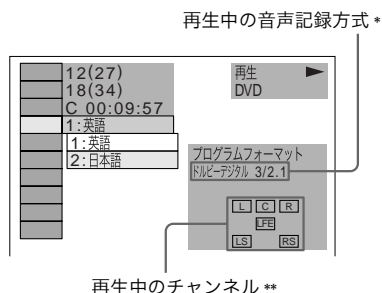 再生中の音声記録方式 *
12(27)
18(34)
C 00:09:57
1:英語
1:英語
2:日本語
再生
DVD
プログラムフォーマット
ドルビーデジタル 3/2.1
L C R
LFE
LS RS
再生中のチャンネル **